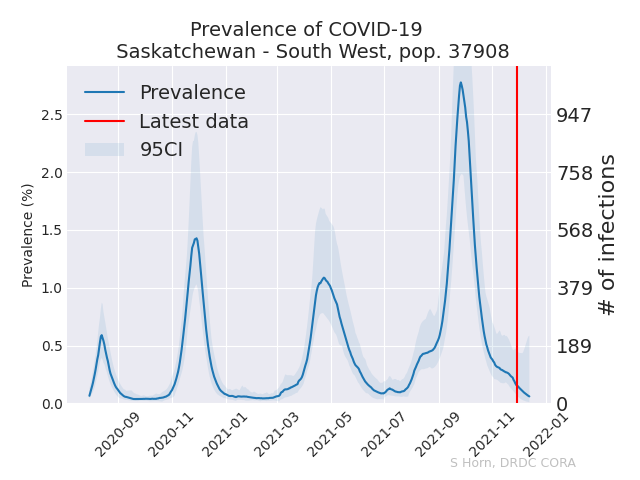 Prevalence of COVID-19
Saskatchewan - South West, pop. 37908
Prevalence
Latest data
95CI
Prevalence (%)
2.5
2.0
1.5
1.0
0.5
0.0
947
758
568
379
189
0
# of infections
2020-09
2020-11
2021-01
2021-03
2021-05
2021-07
2021-09
2021-11
2022-01
S Horn, DRDC CORA